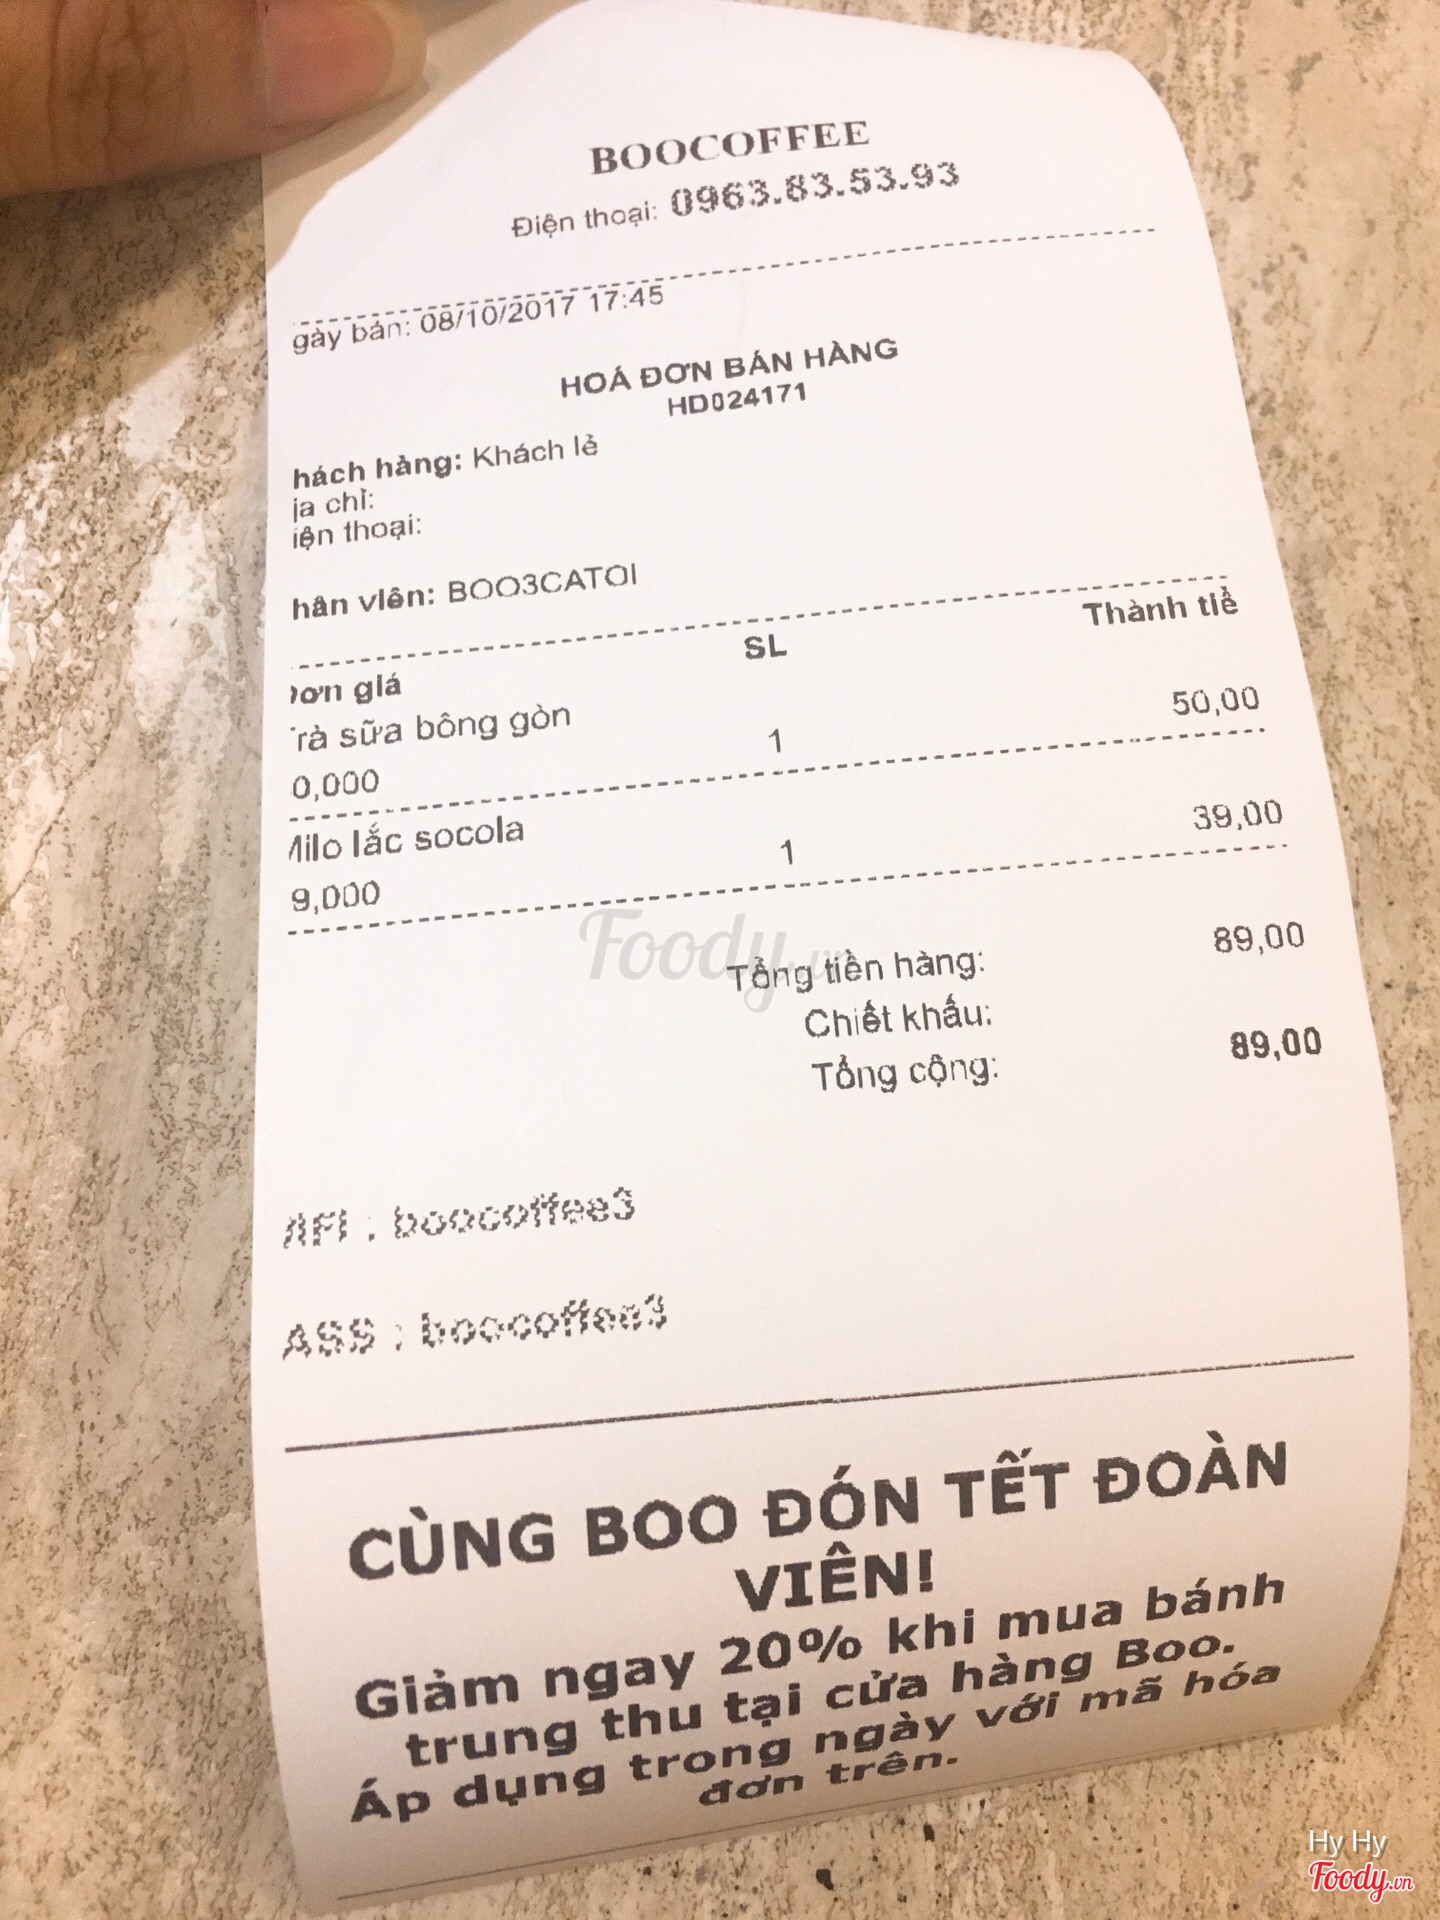 BOOCOFFEE
Điện thoại: 0963.83.53.93
gày bán: 08/10/2017 17:45
HOÁ ĐƠN BÁN HÀNG
HD024171
hách hàng: Khách lẻ
ịa chỉ:
iện thoại:
hân viên: BOO3CATOI
ơn giá SL Thành tiề
rà sữa bông gòn
0,000 1 50,00
Milo lắc socola
9,000 1 39,00
Tổng tiền hàng: 89,00
Chiết khấu:
Tổng cộng: 89,00
AFI : boocoffee3
ASS : boocoffee3
CÙNG BOO ĐÓN TẾT ĐOÀN
VIÊN!
Giảm ngay 20% khi mua bánh
trung thu tại cửa hàng Boo.
Áp dụng trong ngày với mã hóa
đơn trên.
Foody.vn
Hy Hy
Foody.vn